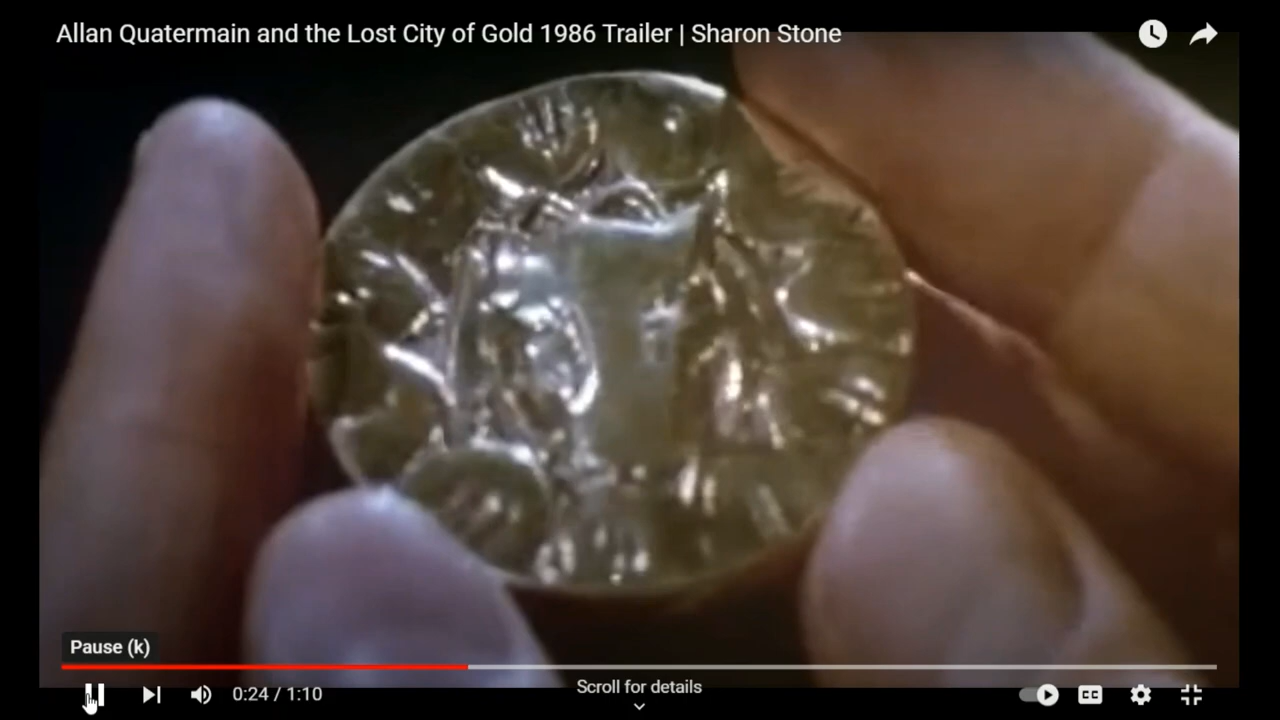 Allan Quatermain and the Lost City of Gold 1986 Trailer | Sharon Stone
Pause (k)
0:24 / 1:10
Scroll for details
CC